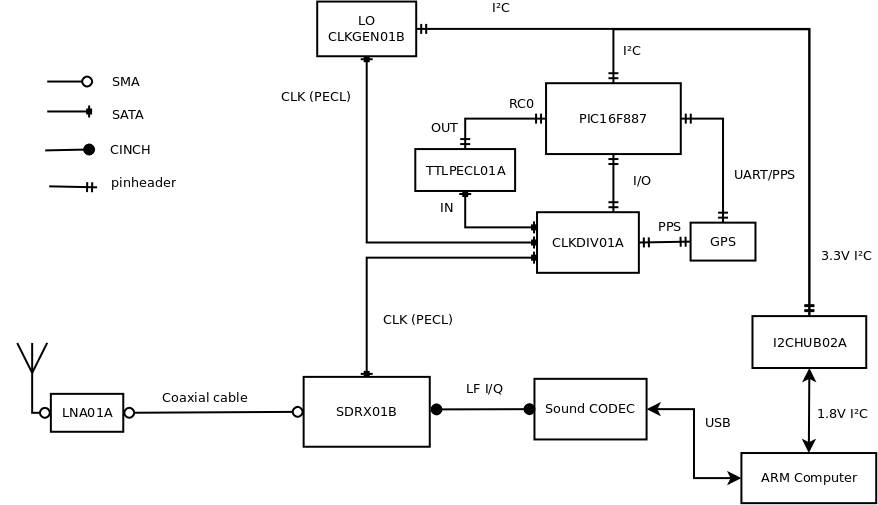 I²C
LO
CLKGEN01B
I²C
SMA
CLK (PECL)
RC0
SATA
PIC16F887
OUT
CINCH
TTLPECL01A
UART/PPS
pinheader
I/O
IN
PPS
CLKDIV01A
GPS
3.3V I²C
CLK (PECL)
I2CHUB02A
LF I/Q
Coaxial cable
LNA01A
SDRX01B
Sound CODEC
1.8V I²C
USB
ARM Computer